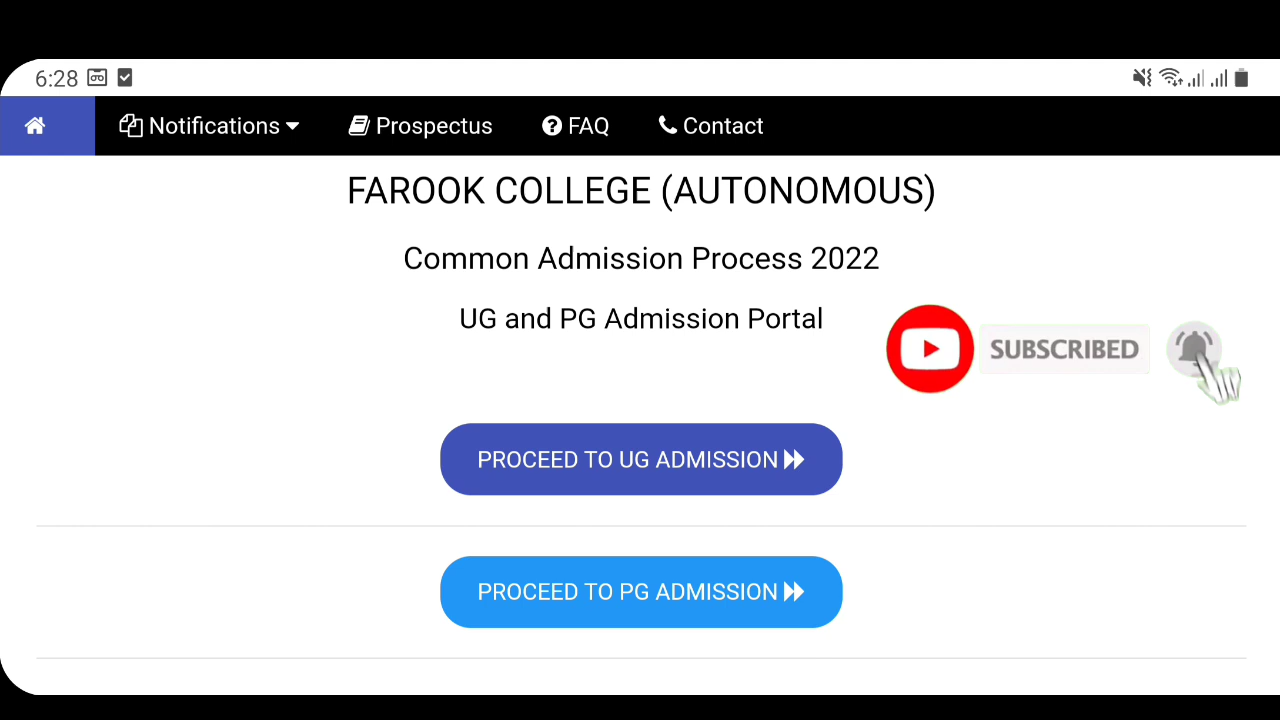 6:28
Notifications Prospectus FAQ Contact
FAROOK COLLEGE (AUTONOMOUS)
Common Admission Process 2022
UG and PG Admission Portal
SUBSCRIBED
PROCEED TO UG ADMISSION
PROCEED TO PG ADMISSION